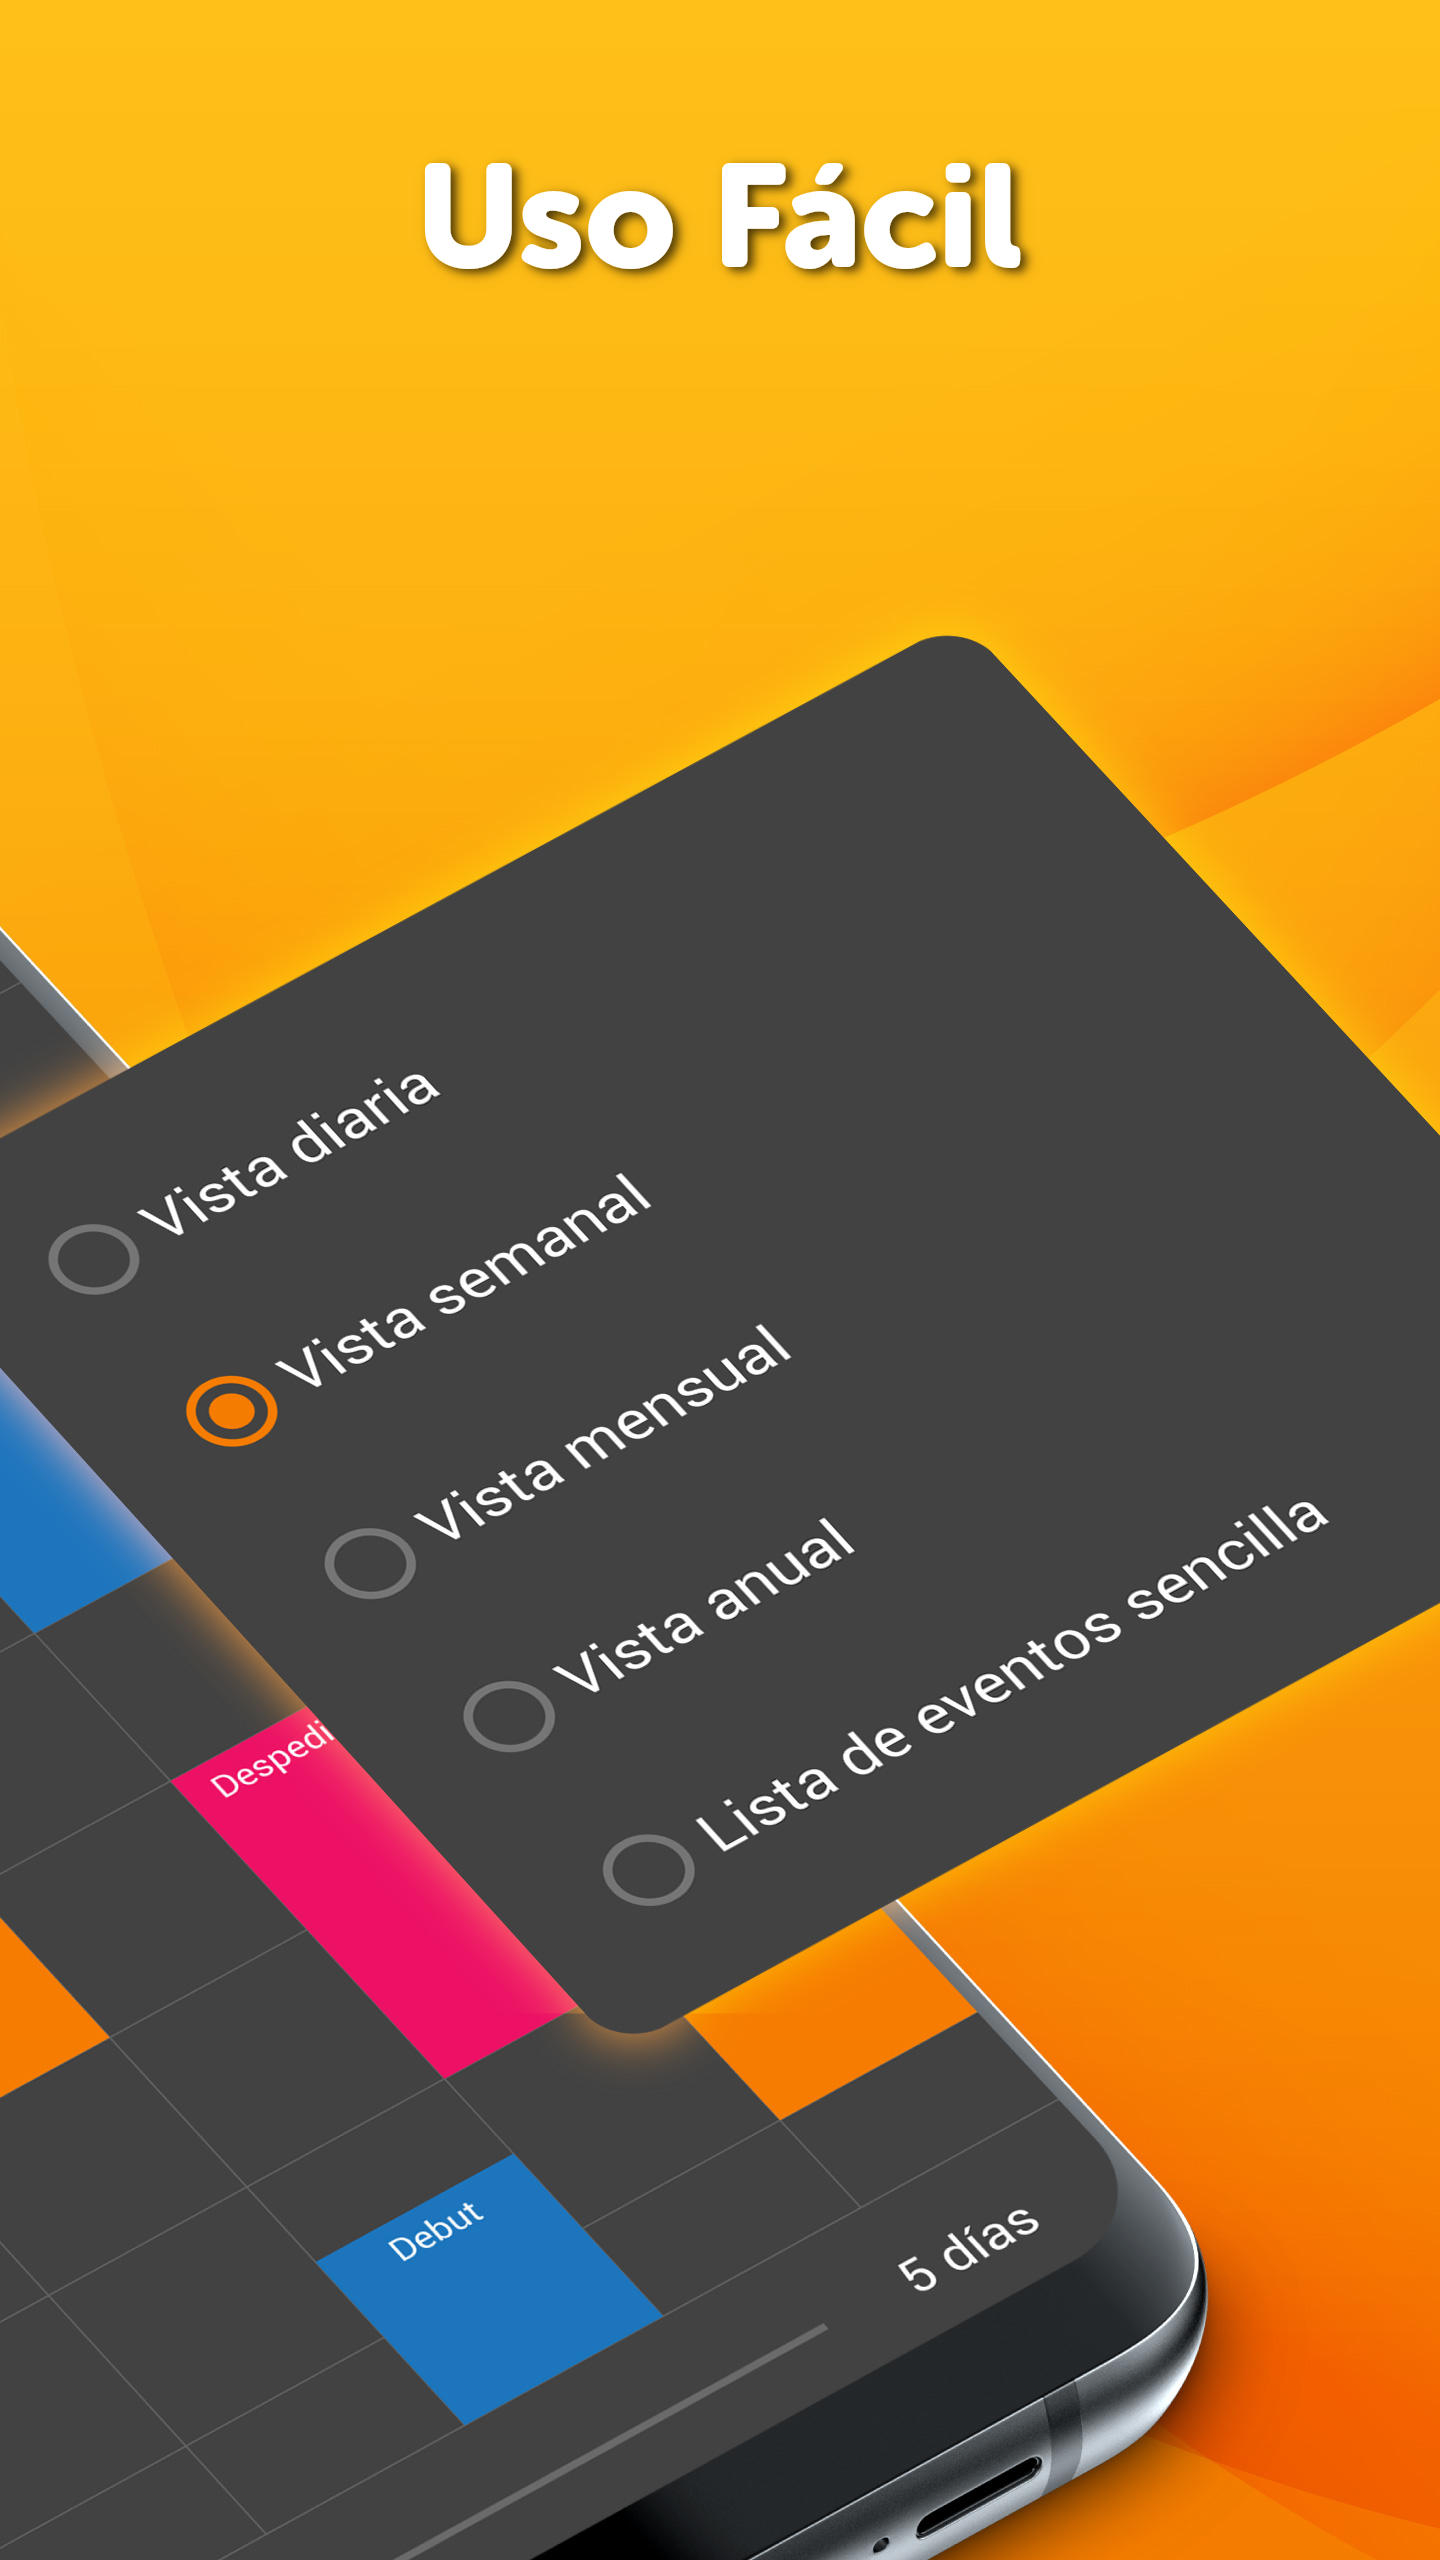 Uso Fácil
Vista diaria
Vista semanal
Vista mensual
Vista anual
Lista de eventos sencilla
Despedi
Debut
5 días